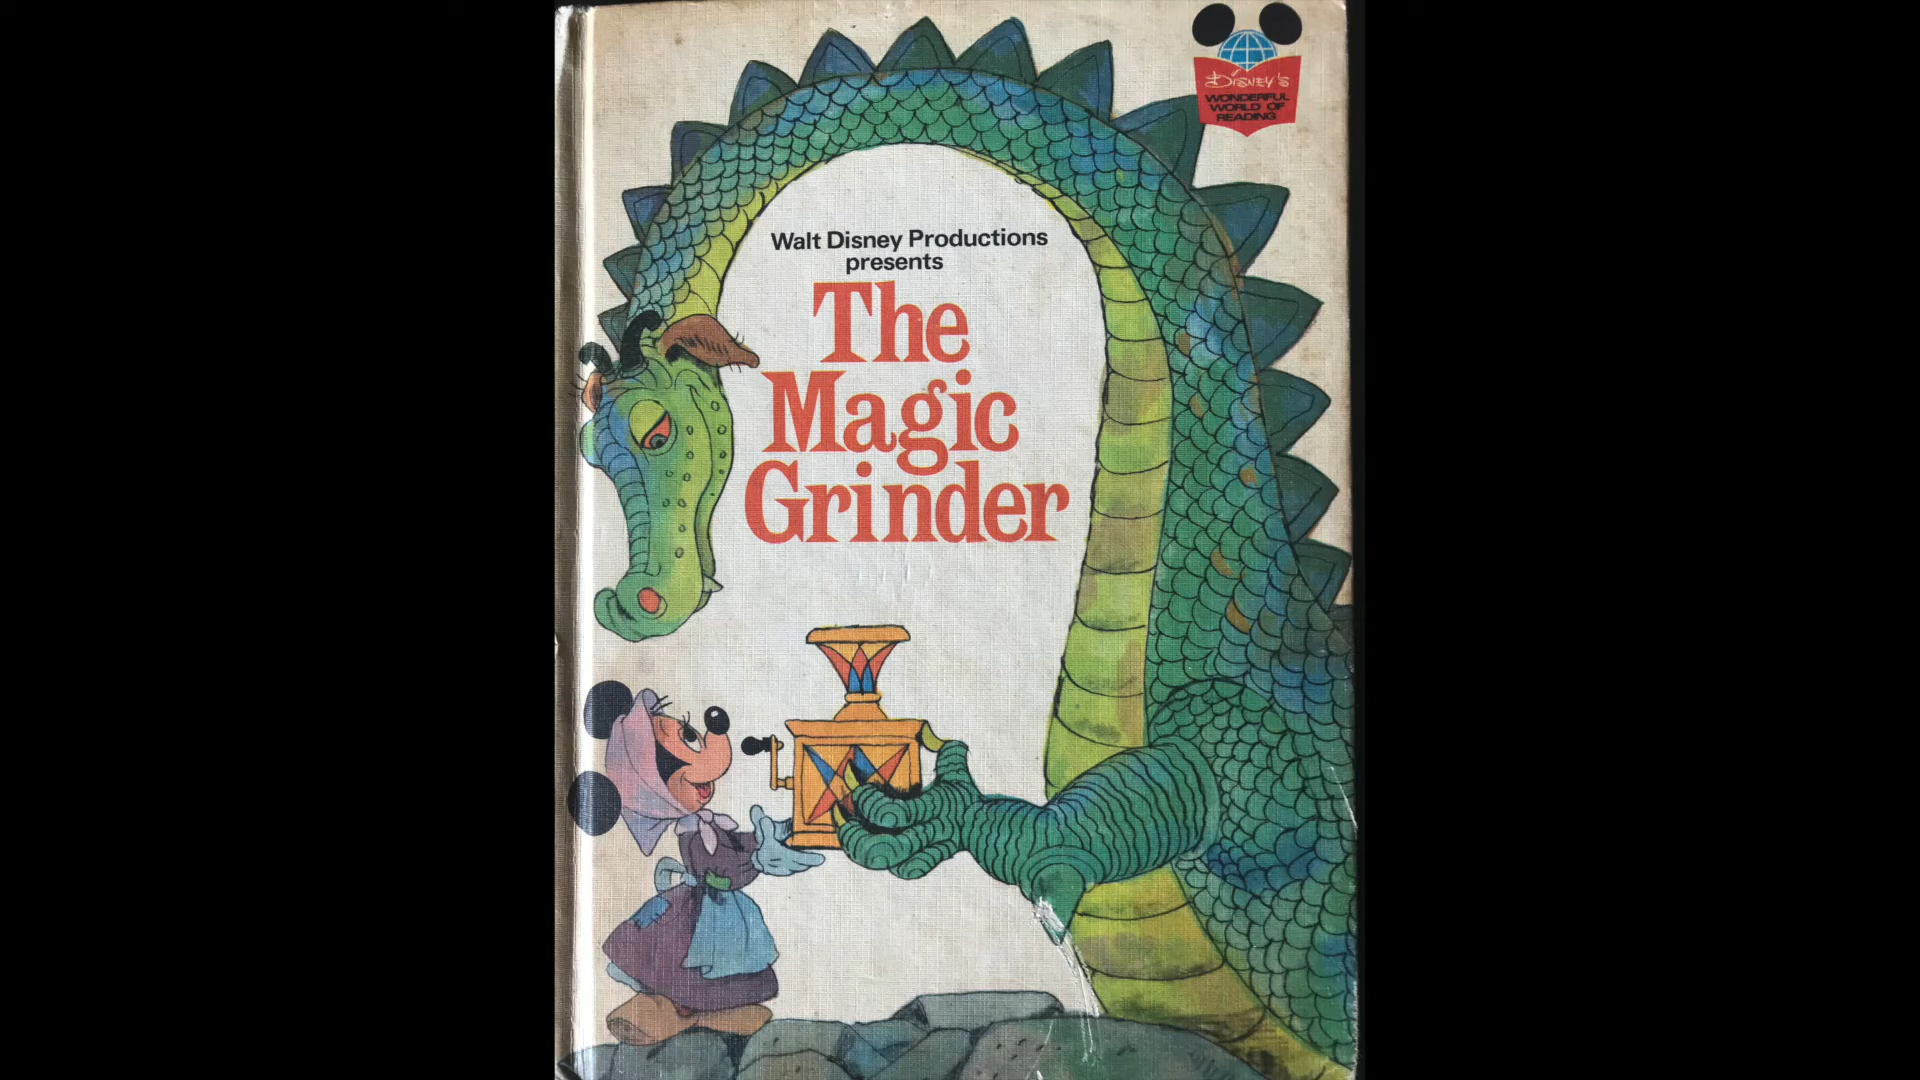 Disney's
WONDERFUL
WORLD OF
READING
Walt Disney Productions
presents
The
Magic
Grinder